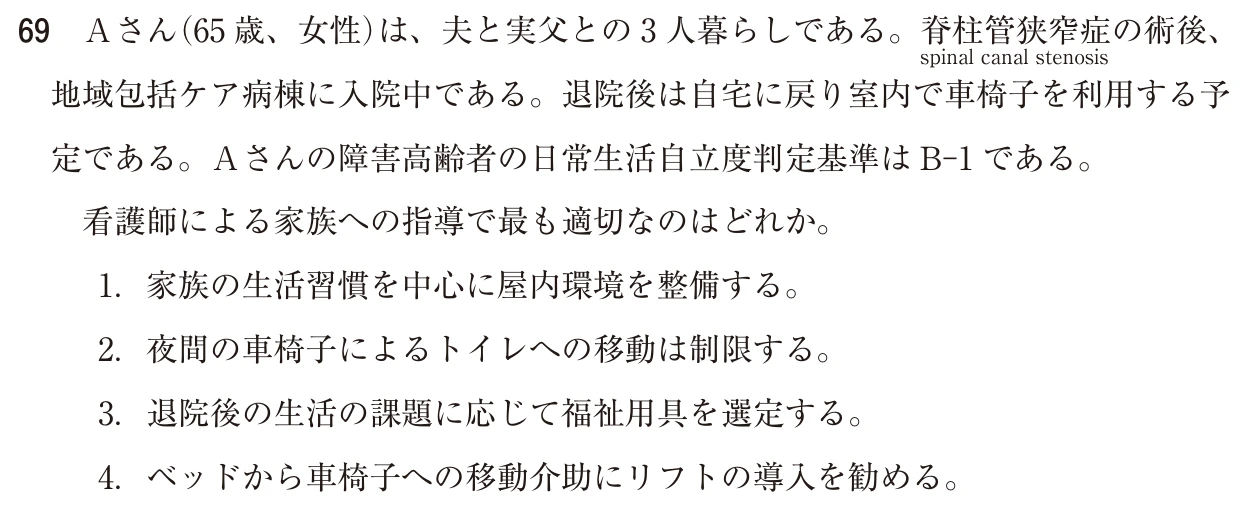 69　Aさん(65歳、女性)は、夫と実父との3人暮らしである。脊柱管狭窄症の術後、
spinal canal stenosis
地域包括ケア病棟に入院中である。退院後は自宅に戻り室内で車椅子を利用する予
定である。Aさんの障害高齢者の日常生活自立度判定基準はB-1である。
看護師による家族への指導で最も適切なのはどれか。
1. 家族の生活習慣を中心に屋内環境を整備する。
2. 夜間の車椅子によるトイレへの移動は制限する。
3. 退院後の生活の課題に応じて福祉用具を選定する。
4. ベッドから車椅子への移動介助にリフトの導入を勧める。